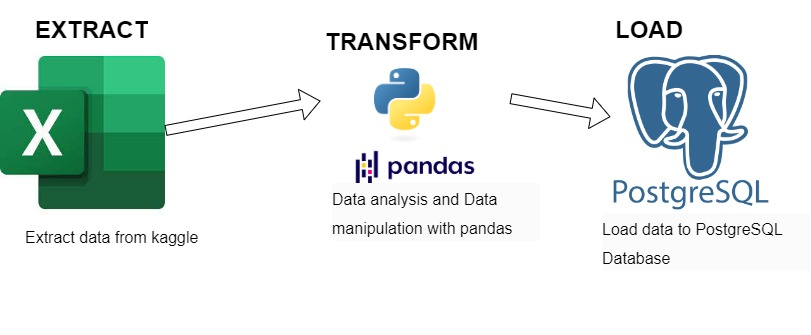 EXTRACT
X
Extract data from kaggle
TRANSFORM
pandas
Data analysis and Data
manipulation with pandas
LOAD
PostgreSQL
Load data to PostgreSQL
Database